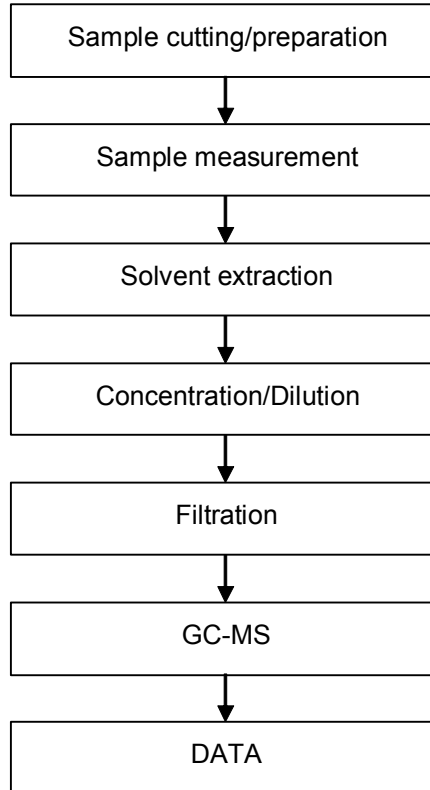 Sample cutting/preparation
Sample measurement
Solvent extraction
Concentration/Dilution
Filtration
GC-MS
DATA